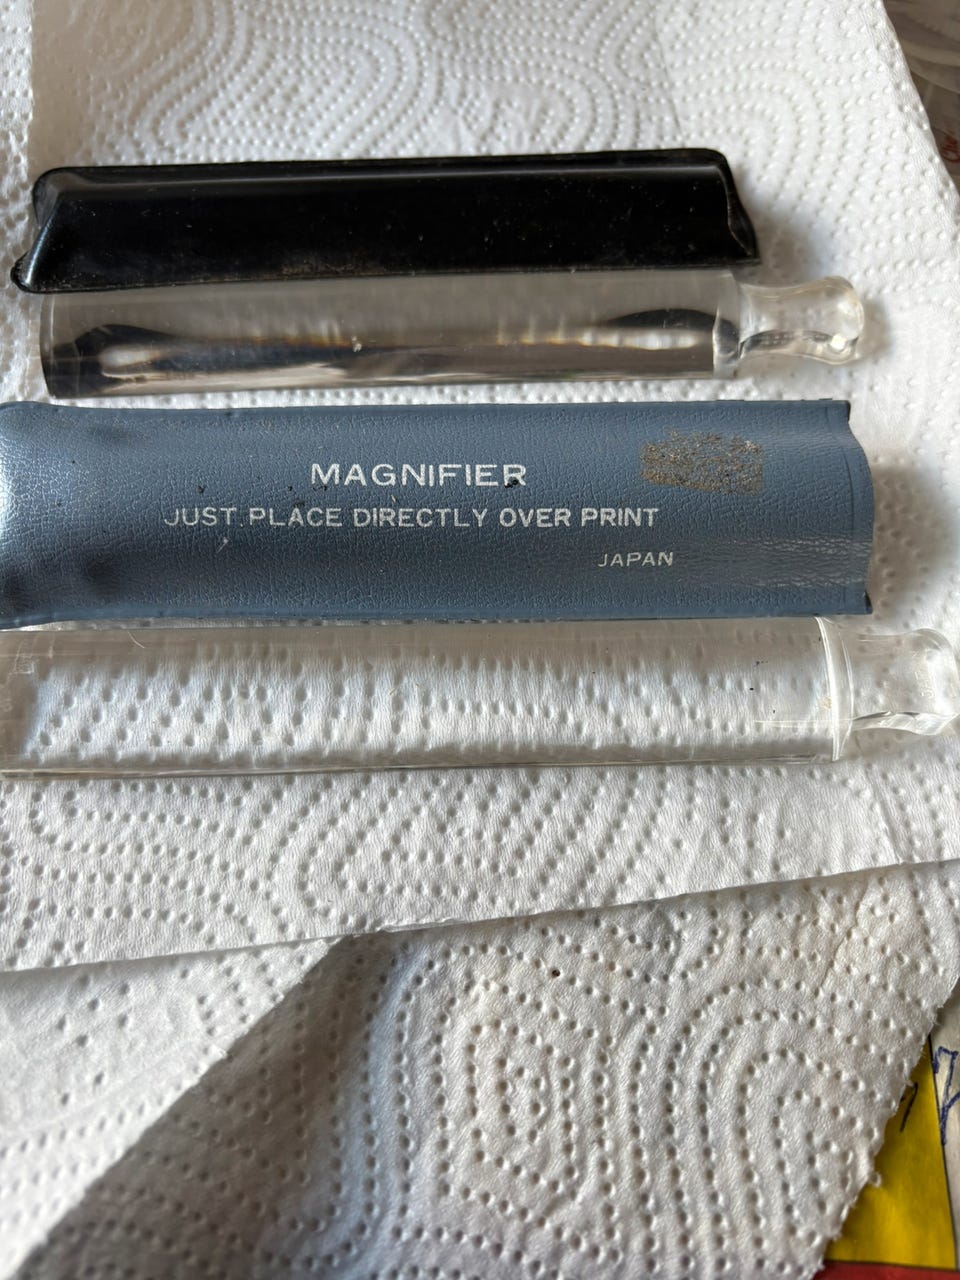 MAGNIFIER
JUST PLACE DIRECTLY OVER PRINT
JAPAN